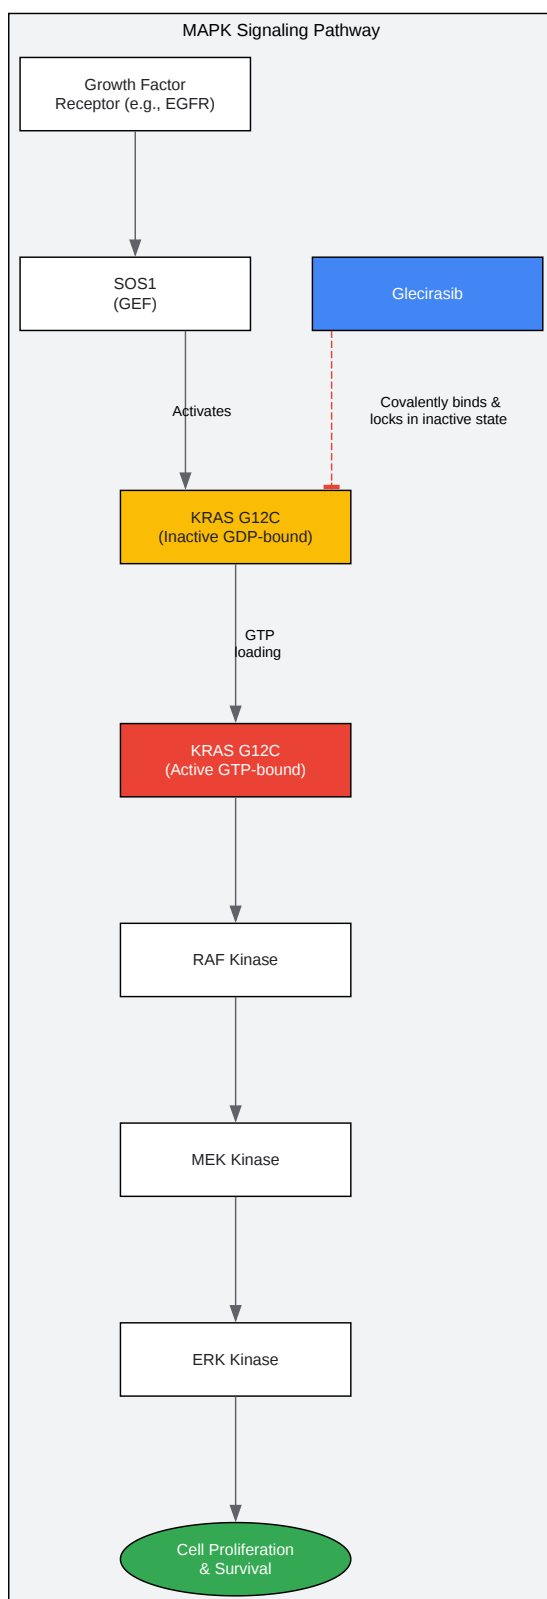 MAPK Signaling Pathway
Growth Factor
Receptor (e.g., EGFR)
SOS1
(GEF)
Glecirasib
Activates
Covalently binds &
locks in inactive state
KRAS G12C
(Inactive GDP-bound)
GTP
loading
KRAS G12C
(Active GTP-bound)
RAF Kinase
MEK Kinase
ERK Kinase
Cell Proliferation
& Survival